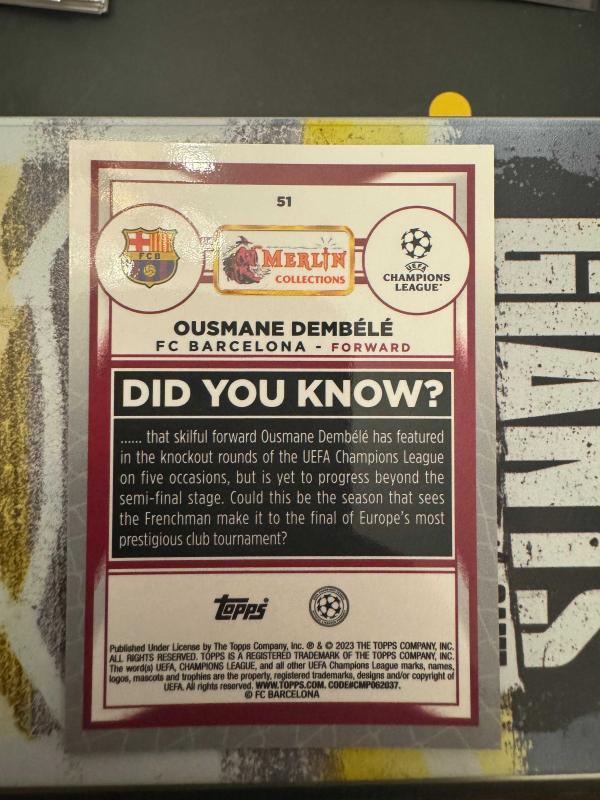 51
FCB
MERLIN
COLLECTIONS
UEFA
CHAMPIONS
LEAGUE
OUSMANE DEMBÉLÉ
FC BARCELONA - FORWARD
DID YOU KNOW?
...... that skilful forward Ousmane Dembélé has featured
in the knockout rounds of the UEFA Champions League
on five occasions, but is yet to progress beyond the
semi-final stage. Could this be the season that sees
the Frenchman make it to the final of Europe's most
prestigious club tournament?
topps
Published Under License by The Topps Company, Inc. ® & © 2023 THE TOPPS COMPANY, INC.
ALL RIGHTS RESERVED. TOPPS IS A REGISTERED TRADEMARK OF THE TOPPS COMPANY, INC.
The word(s) UEFA, CHAMPIONS LEAGUE, and all other UEFA Champions League marks, names,
logos, mascots and trophies are the property, registered trademarks, designs and/or copyright of
UEFA. All rights reserved. WWW.TOPPS.COM. CODE#CMP062037.
© FC BARCELONA
GIANTS